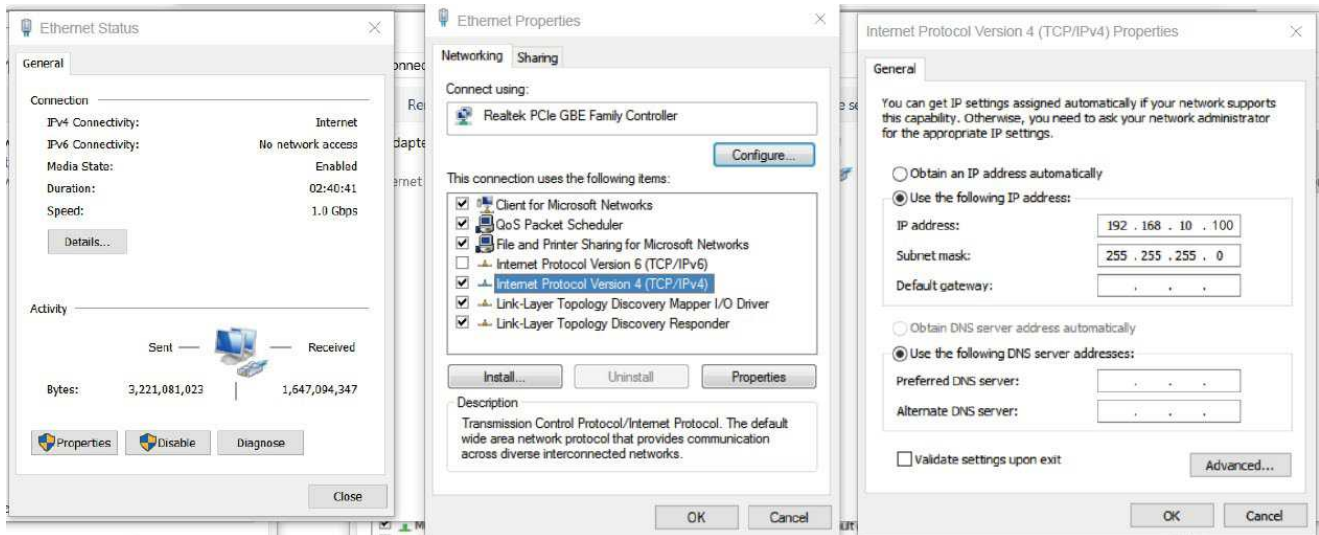 Ethernet Status
General
Connection
IPv4 Connectivity: Internet
IPv6 Connectivity: No network access
Media State: Enabled
Duration: 02:40:41
Speed: 1.0 Gbps
Details...
Activity
Sent — — Received
Bytes: 3,221,081,023 1,647,094,347
Properties Disable Diagnose
Close
Ethernet Properties
Networking Sharing
Connect using:
Realtek PCIe GBE Family Controller
Configure...
This connection uses the following items:
Client for Microsoft Networks
QoS Packet Scheduler
File and Printer Sharing for Microsoft Networks
Internet Protocol Version 6 (TCP/IPv6)
Internet Protocol Version 4 (TCP/IPv4)
Link-Layer Topology Discovery Mapper I/O Driver
Link-Layer Topology Discovery Responder
Install... Uninstall Properties
Description
Transmission Control Protocol/Internet Protocol. The default
wide area network protocol that provides communication
across diverse interconnected networks.
OK Cancel
Internet Protocol Version 4 (TCP/IPv4) Properties
General
You can get IP settings assigned automatically if your network supports
this capability. Otherwise, you need to ask your network administrator
for the appropriate IP settings.
Obtain an IP address automatically
Use the following IP address:
IP address: 192 . 168 . 10 . 100
Subnet mask: 255 . 255 . 255 . 0
Default gateway: . . .
Obtain DNS server address automatically
Use the following DNS server addresses:
Preferred DNS server: . . .
Alternate DNS server: . . .
Validate settings upon exit
Advanced...
OK Cancel